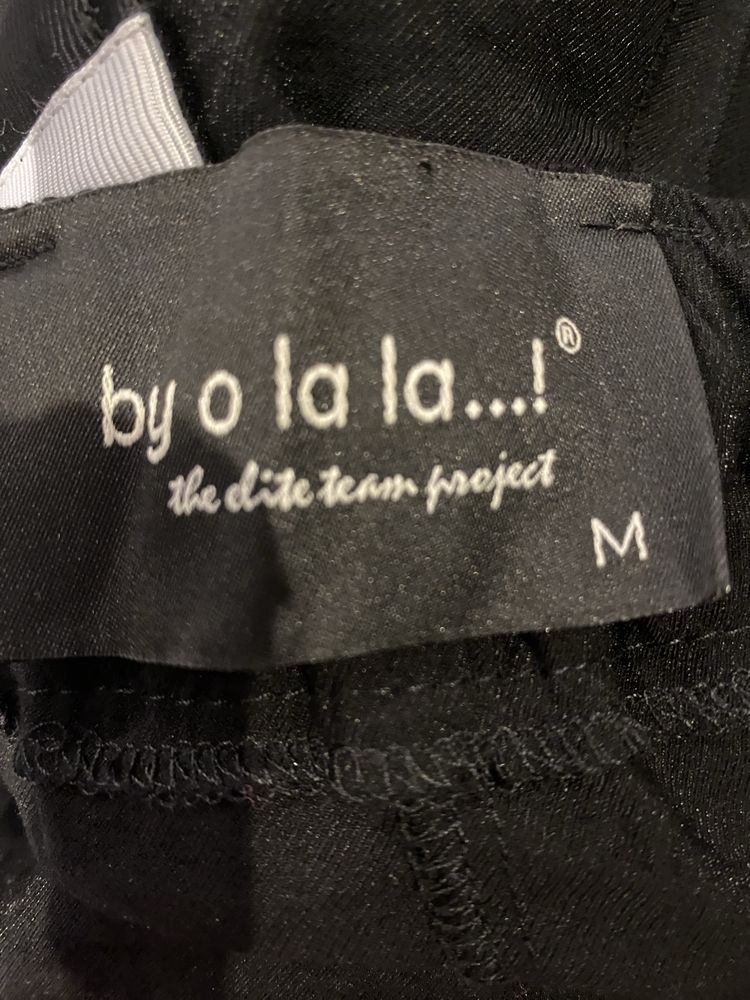 by o la la...!®
the elite team project
M